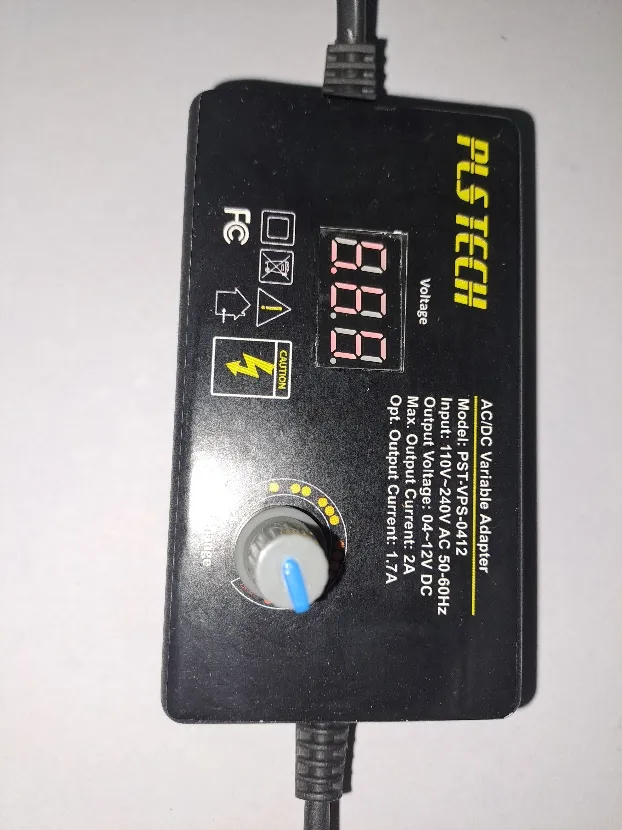 PLS TECH
AC/DC Variable Adapter
Model: PST-VPS-0412
Input: 110V~240V AC 50-60Hz
Output Voltage: 04~12V DC
Max. Output Current: 2A
Opt. Output Current: 1.7A
Voltage
CAUTION
FC